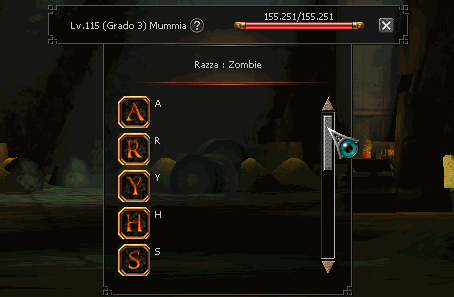 155.251/155.251
Lv.115 (Grado 3) Mummia ?
Razza : Zombie
A A
R R
Y Y
H H
S S